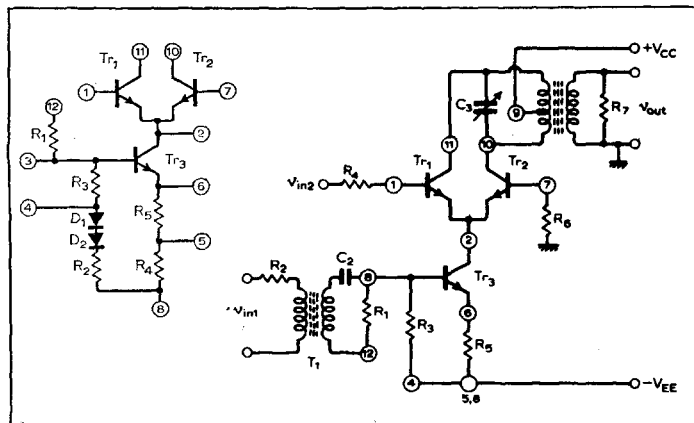 11 10
Tr1 Tr2
1 7
12
R1
2
3
Tr3
R3 6
4
D1 R5
D2
5
R2 R4
8
+VCC
C3 9
R7 vout
11 10
Tr1 Tr2
R4
vin2 1 7
R6
2
R2 C2 8
Tr3
vin1 R1 R3 6
R5
T1 12 4
5,8
-VEE